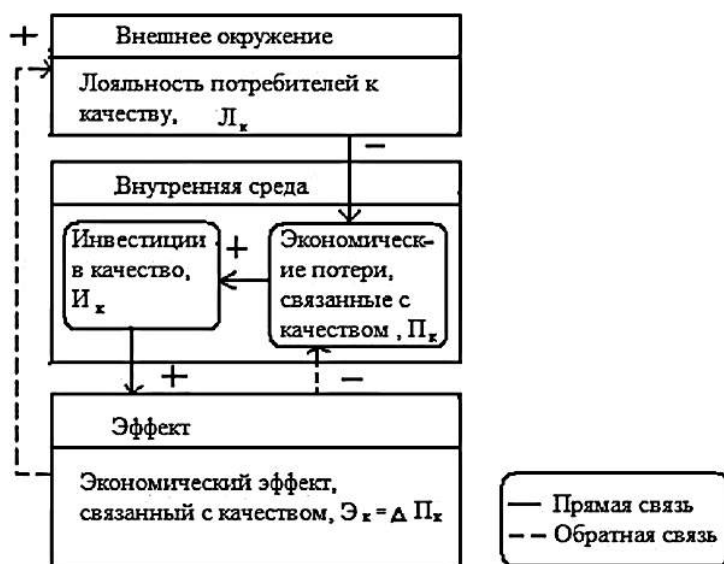 +
Внешнее окружение
Лояльность потребителей к
качеству, Лк
−
Внутренняя среда
Инвестиции
в качество,
Ик
+
Экономическ-
ие потери,
связанные с
качеством , Пк
+
−
Эффект
Экономический эффект,
связанный с качеством, Эк = Δ Пк
Прямая связь
Обратная связь